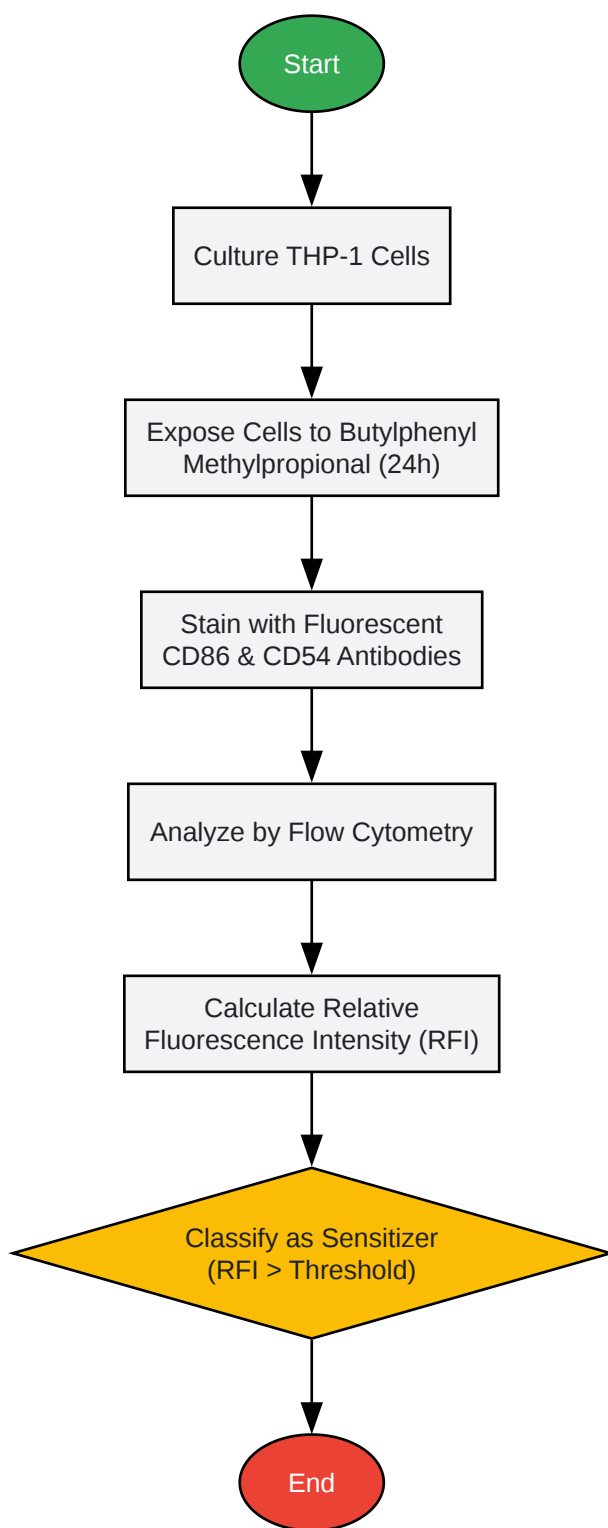 Start
Culture THP-1 Cells
Expose Cells to Butylphenyl
Methylpropional (24h)
Stain with Fluorescent
CD86 & CD54 Antibodies
Analyze by Flow Cytometry
Calculate Relative
Fluorescence Intensity (RFI)
Classify as Sensitizer
(RFI > Threshold)
End